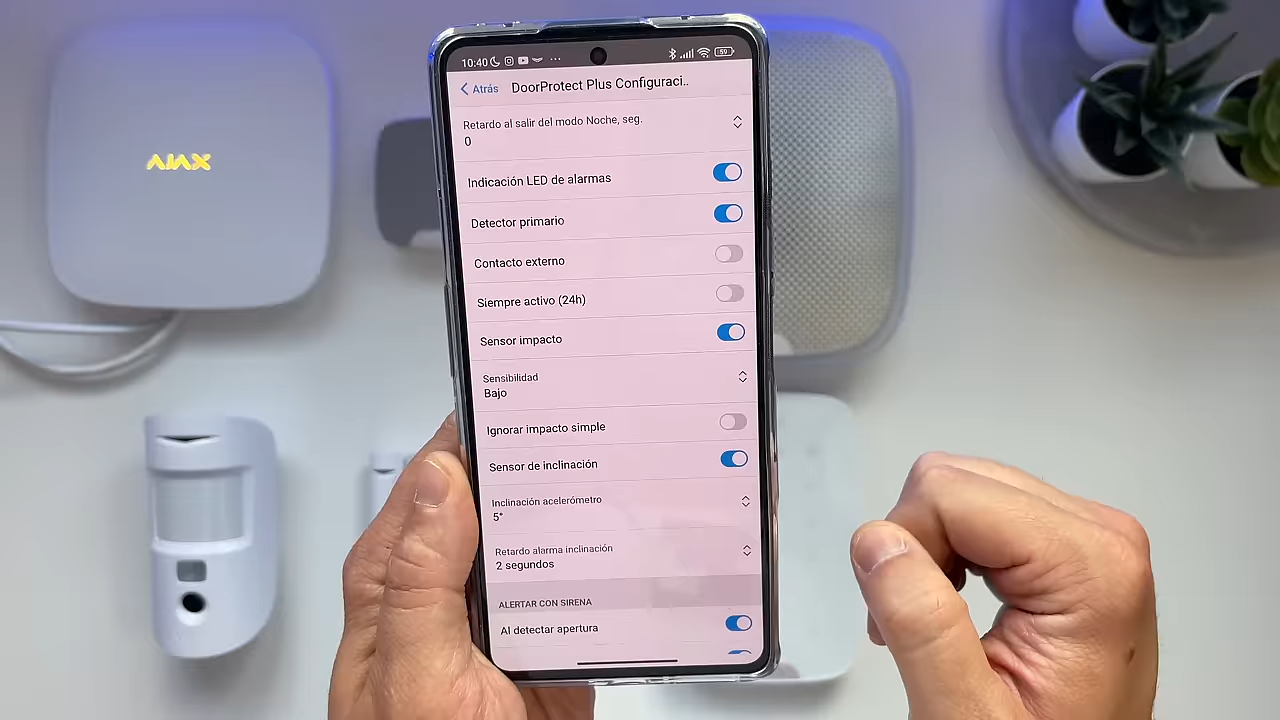 AJAX
10:40
59
Atrás
DoorProtect Plus Configuraci..
Retardo al salir del modo Noche, seg.
0
Indicación LED de alarmas
Detector primario
Contacto externo
Siempre activo (24h)
Sensor impacto
Sensibilidad
Bajo
Ignorar impacto simple
Sensor de inclinación
Inclinación acelerómetro
5°
Retardo alarma inclinación
2 segundos
ALERTAR CON SIRENA
Al detectar apertura